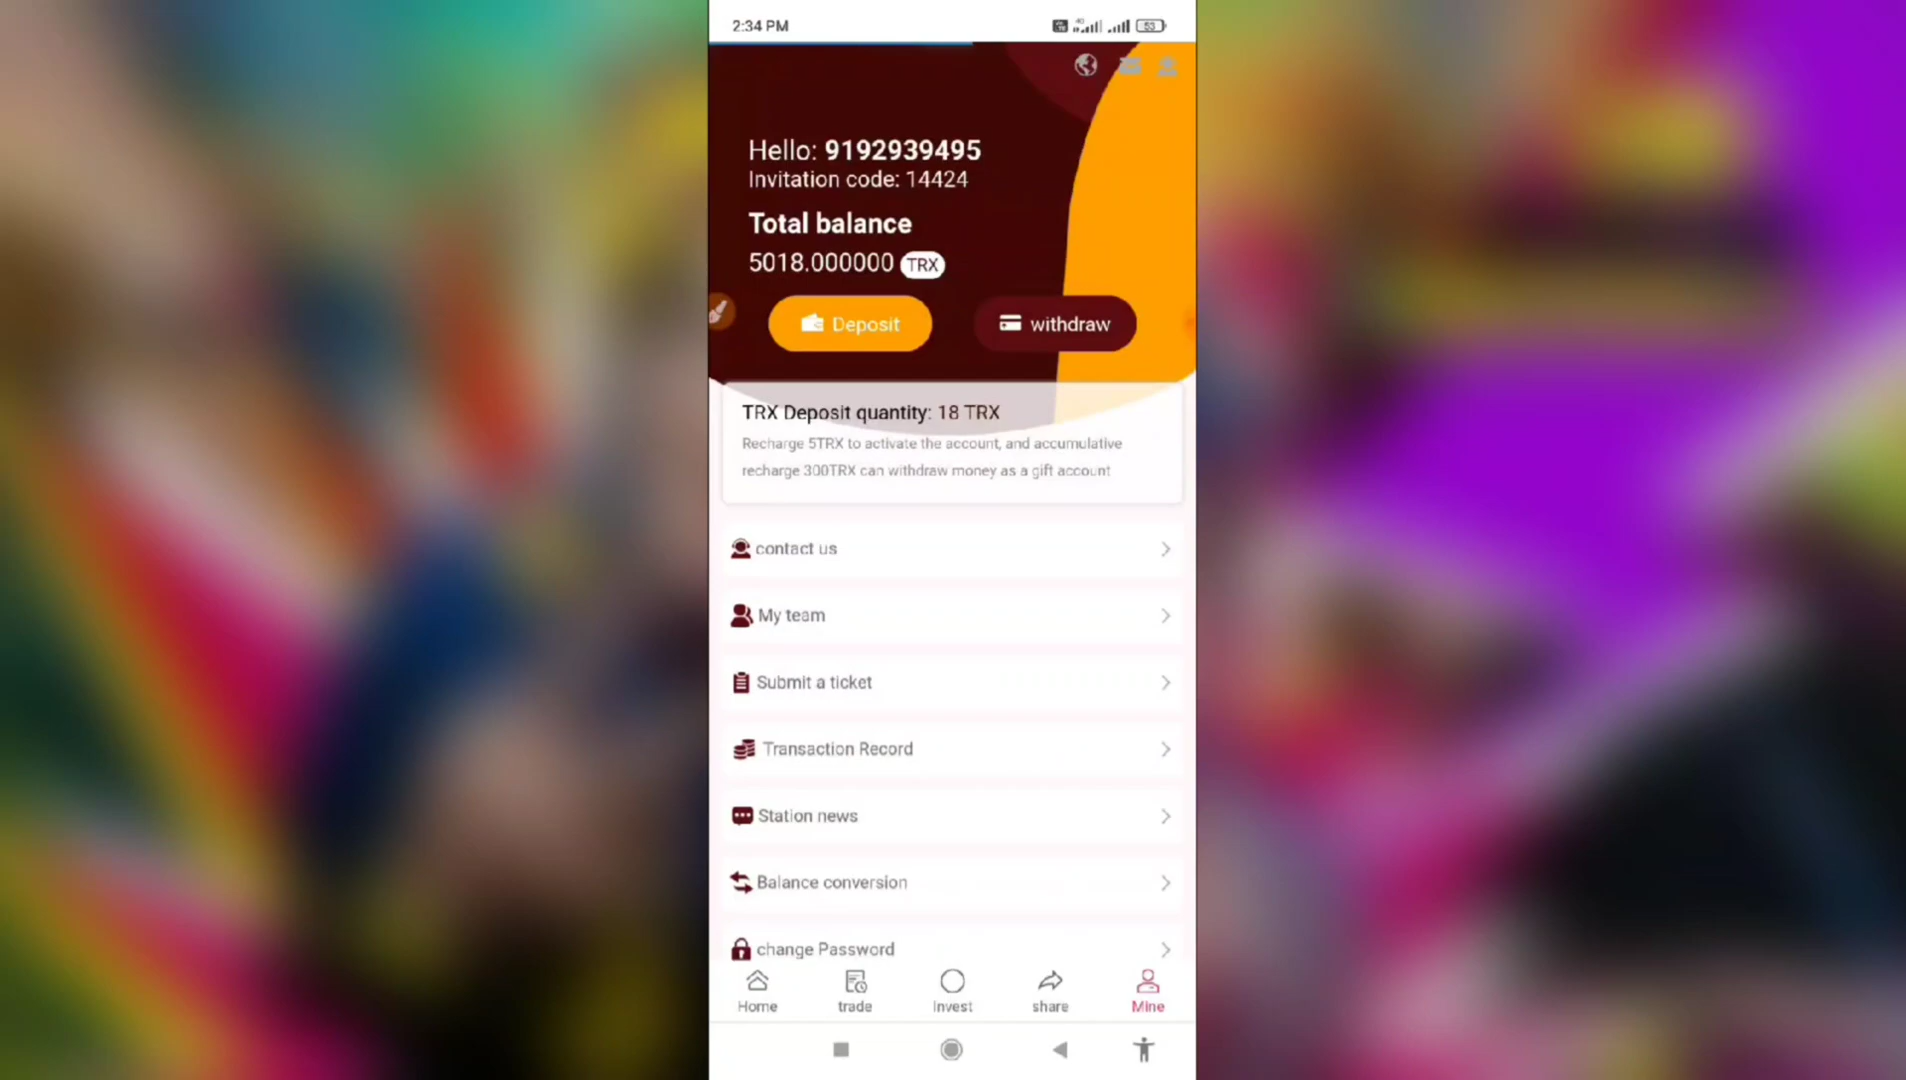 2:34 PM
4G
53
Hello: 9192939495
Invitation code: 14424
Total balance
5018.000000 TRX
Deposit
withdraw
TRX Deposit quantity: 18 TRX
Recharge 5TRX to activate the account, and accumulative
recharge 300TRX can withdraw money as a gift account
contact us
My team
Submit a ticket
Transaction Record
Station news
Balance conversion
change Password
Home
trade
Invest
share
Mine